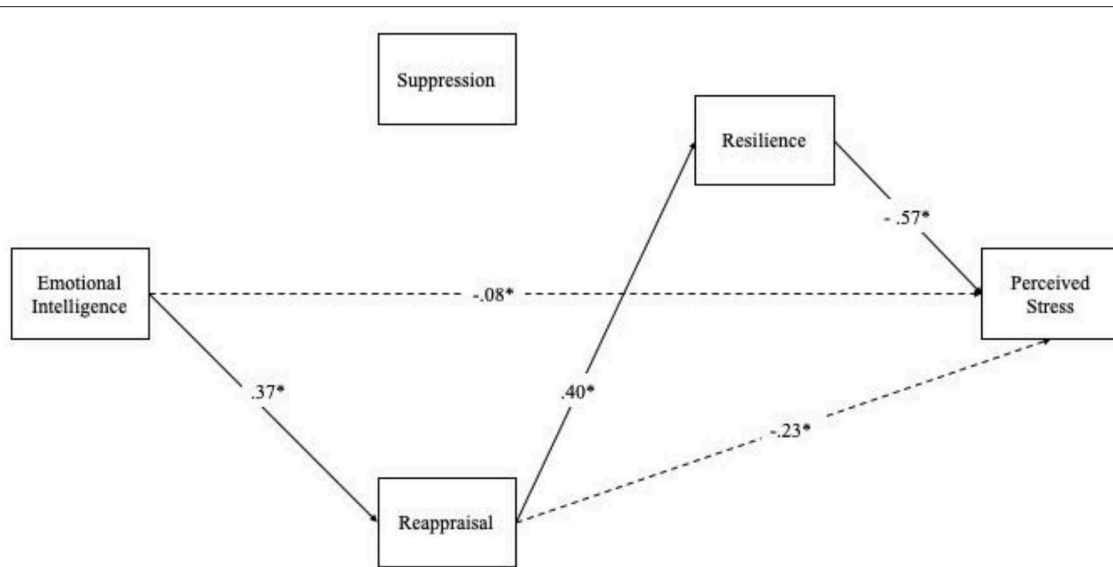 Suppression
Resilience
- .57*
Emotional
Intelligence
-.08*
Perceived
Stress
.37*
.40*
-.23*
Reappraisal